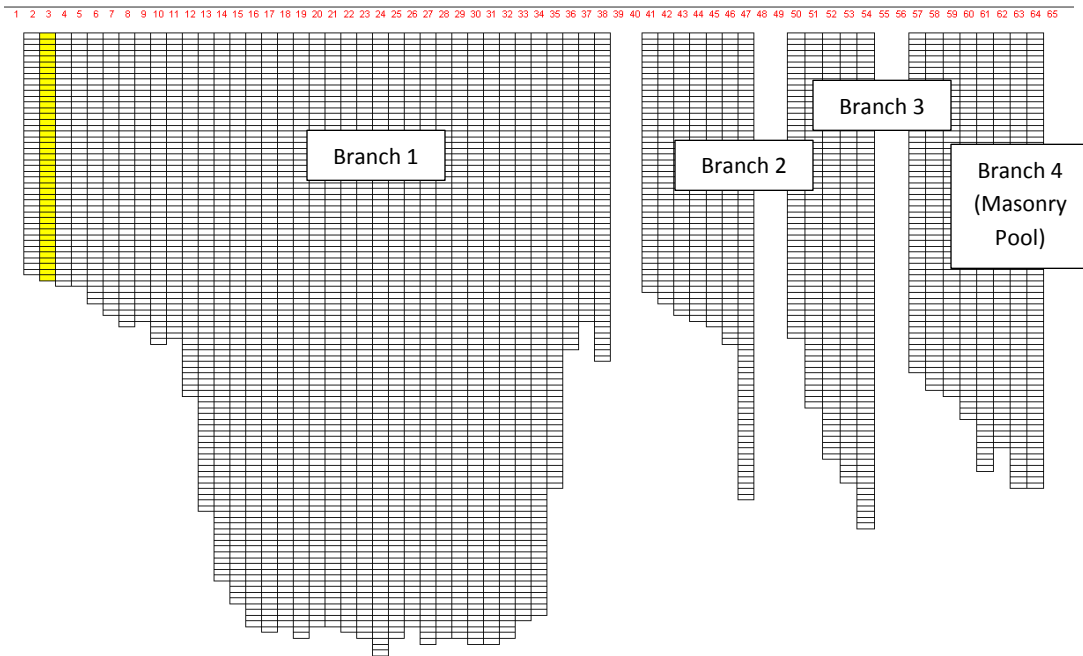 1 2 3 4 5 6 7 8 9 10 11 12 13 14 15 16 17 18 19 20 21 22 23 24 25 26 27 28 29 30 31 32 33 34 35 36 37 38 39 40 41 42 43 44 45 46 47 48 49 50 51 52 53 54 55 56 57 58 59 60 61 62 63 64 65
Branch 3
Branch 1
Branch 2
Branch 4
(Masonry
Pool)